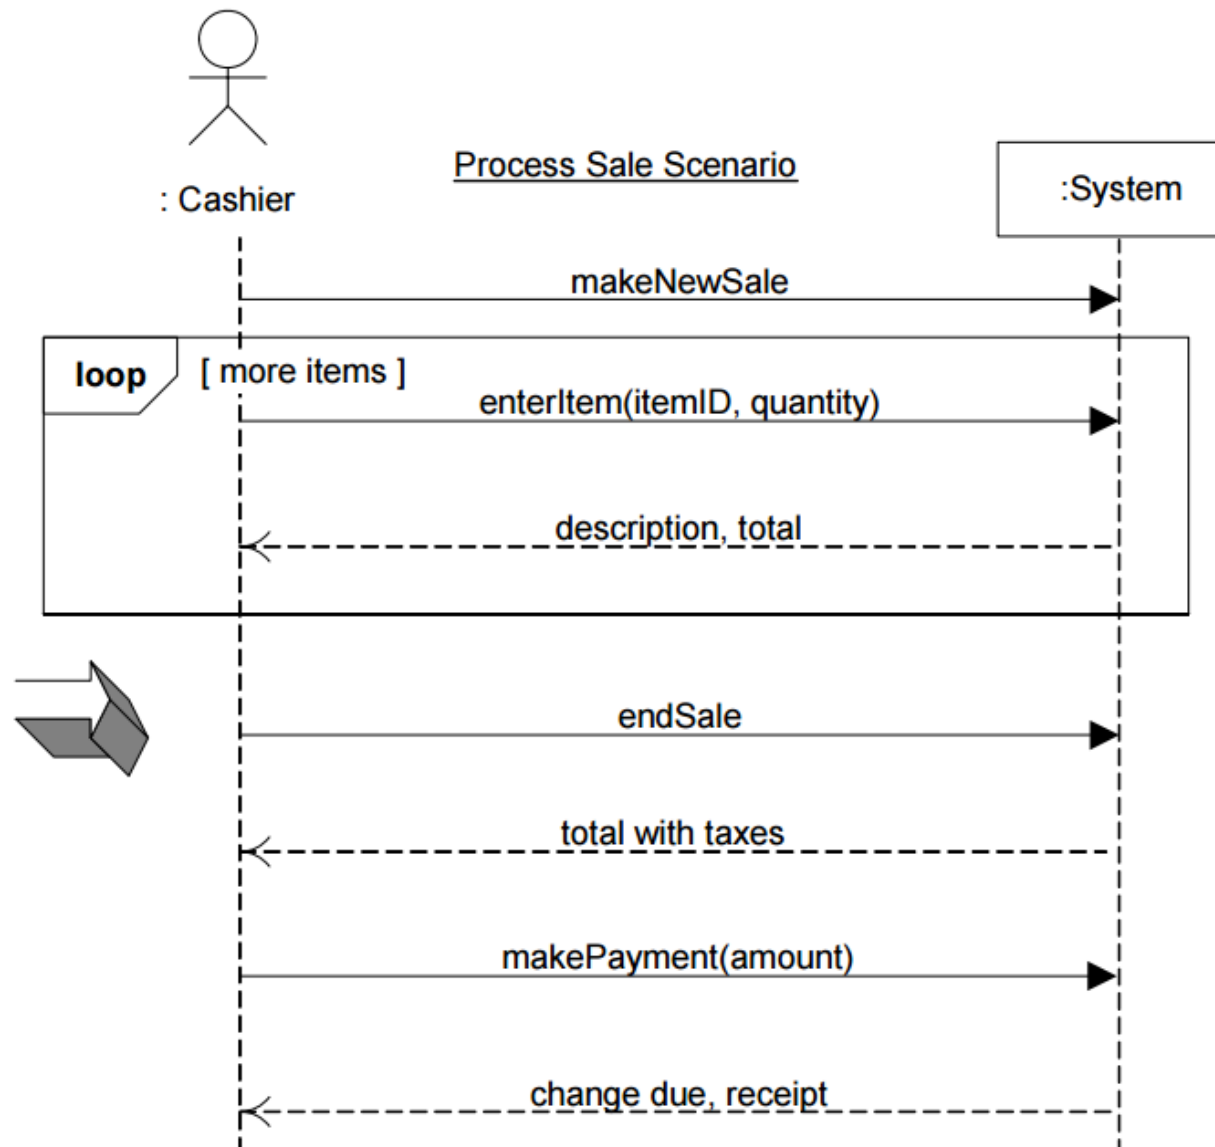 Process Sale Scenario
: Cashier
:System
makeNewSale
loop
[ more items ]
enterItem(itemID, quantity)
description, total
endSale
total with taxes
makePayment(amount)
change due, receipt